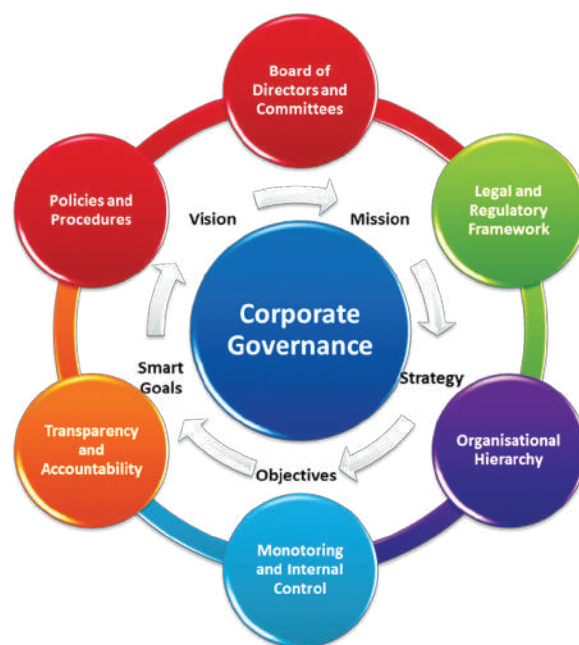 Board of
Directors and
Committees
Policies and
Procedures
Legal and
Regulatory
Framework
Vision
Mission
Corporate
Governance
Smart
Goals
Strategy
Transparency
and
Accountability
Organisational
Hierarchy
Objectives
Monotoring
and Internal
Control